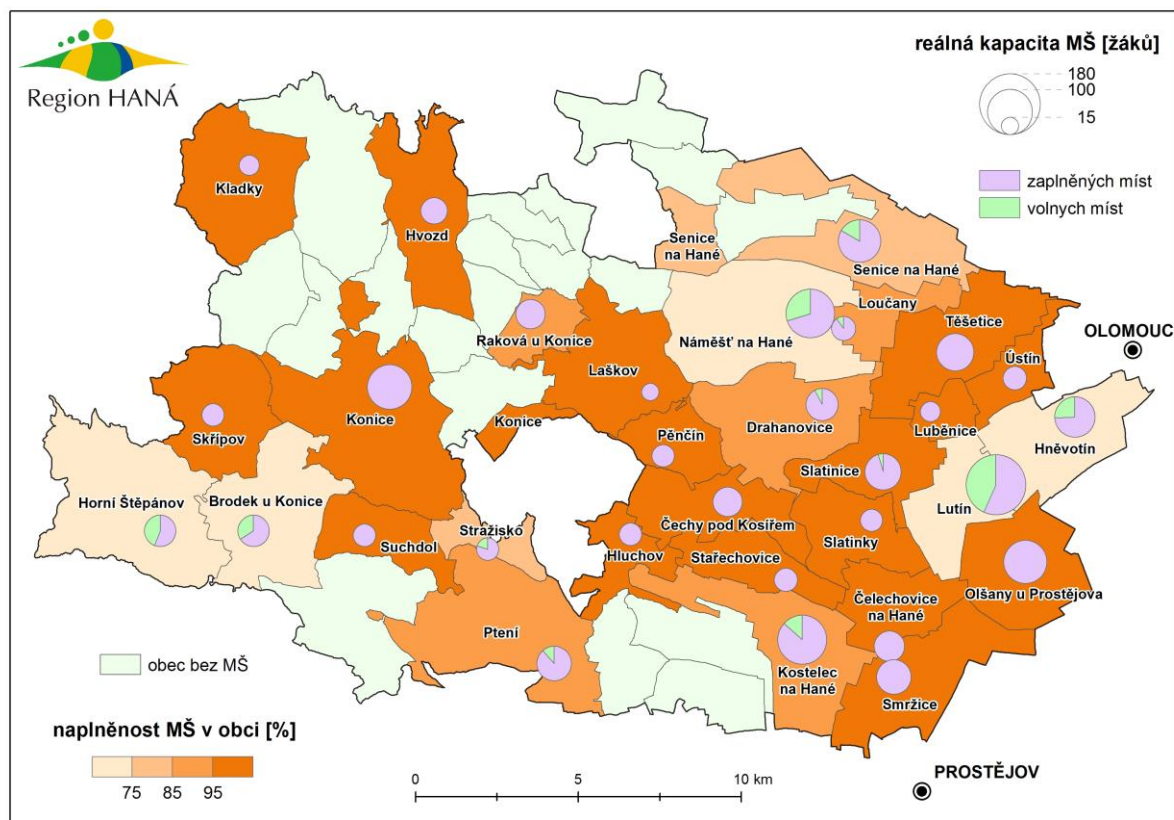 Region HANÁ
reálná kapacita MŠ [žáků]
180
100
15
zaplněných míst
volnych míst
Kladky
Hvozd
Senice
na Hané
Senice na Hané
Loučany
Raková u Konice
Náměšť na Hané
Těšetice
OLOMOUC
Ústín
Laškov
Skřípov
Konice
Konice
Pěnčín
Drahanovice
Luběnice
Hněvotín
Slatinice
Horní Štěpánov
Brodek u Konice
Lutín
Čechy pod Kosířem
Stražisko
Suchdol
Hluchov
Slatinky
Stařechovice
Olšany u Prostějova
Čelechovice
na Hané
Ptení
Kostelec
na Hané
Smržice
obec bez MŠ
naplněnost MŠ v obci [%]
75 85 95
0 5 10 km
PROSTĚJOV